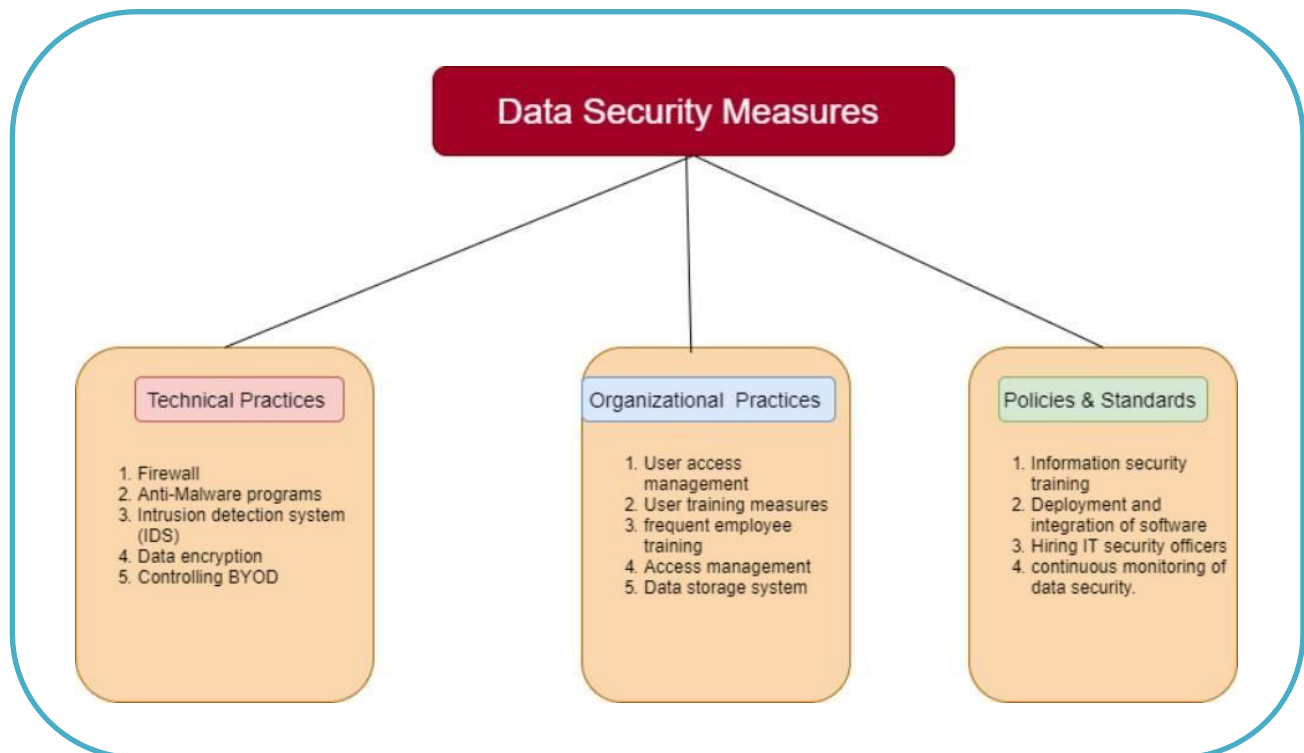 Data Security Measures
Technical Practices
1. Firewall
2. Anti-Malware programs
3. Intrusion detection system
(IDS)
4. Data encryption
5. Controlling BYOD
Organizational Practices
1. User access
management
2. User training measures
3. frequent employee
training
4. Access management
5. Data storage system
Policies & Standards
1. Information security
training
2. Deployment and
integration of software
3. Hiring IT security officers
4. continuous monitoring of
data security.